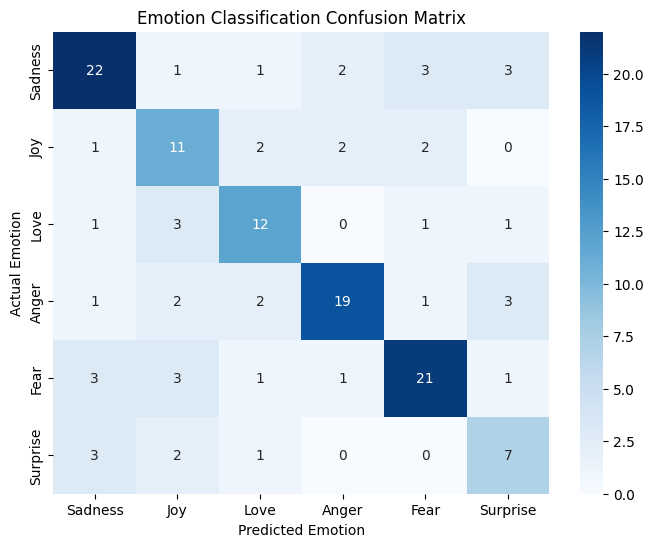 Emotion Classification Confusion Matrix
Sadness 22 1 1 2 3 3
Joy 1 11 2 2 2 0
Love 1 3 12 0 1 1
Anger 1 2 2 19 1 3
Fear 3 3 1 1 21 1
Surprise 3 2 1 0 0 7
Sadness Joy Love Anger Fear Surprise
Predicted Emotion
Actual Emotion
20.0
17.5
15.0
12.5
10.0
7.5
5.0
2.5
0.0